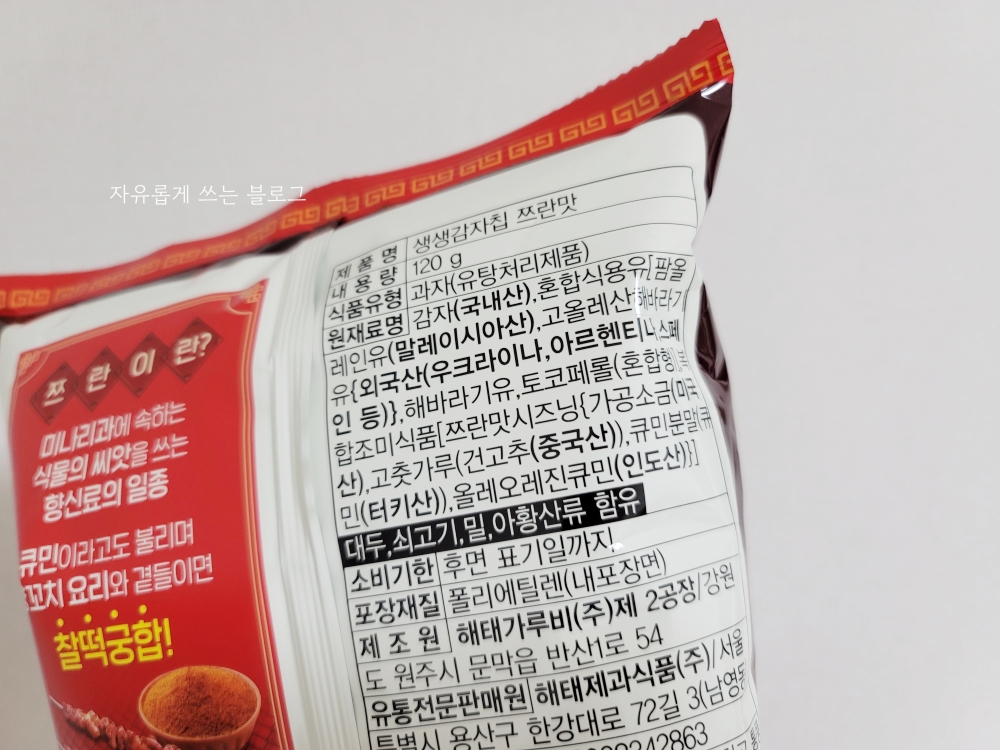 자유롭게 쓰는 블로그
쯔란이란?
미나리과에 속하는
식물의 씨앗을 쓰는
향신료의 일종
큐민이라고도 불리며
꼬치 요리와 곁들이면
찰떡궁합!
제품명 생생감자칩 쯔란맛
내용량 120 g
식품유형 과자(유탕처리제품)
원재료명 감자(국내산),혼합식용유[팜올
레인유(말레이시아산),고올레산해바라기
유{외국산(우크라이나,아르헨티나,스페
인 등)},해바라기유,토코페롤(혼합형)],복
합조미식품[쯔란맛시즈닝{가공소금(미국
산),고춧가루(건고추(중국산)),큐민분말(큐
민(터키산)),올레오레진큐민(인도산)}]
대두,쇠고기,밀,아황산류 함유
소비기한 후면 표기일까지
포장재질 폴리에틸렌(내포장면)
제조원 해태가루비(주)제 2공장/강원
도 원주시 문막읍 반산1로 54
유통전문판매원 해태제과식품(주)/서울
특별시 용산구 한강대로 72길 3(남영동